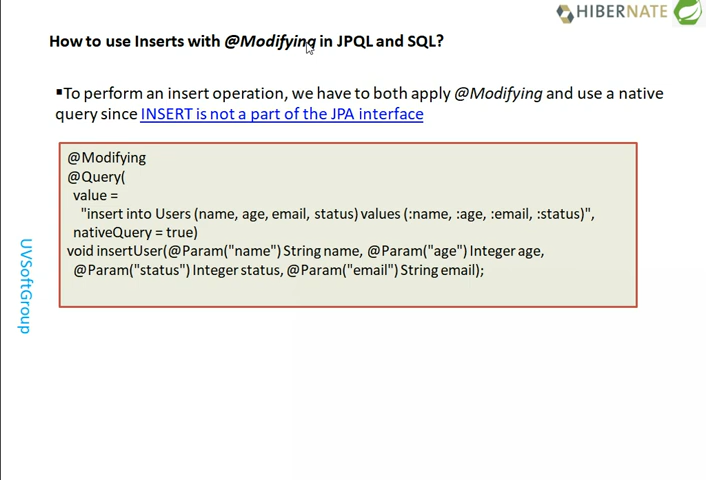 HIBERNATE
How to use Inserts with @Modifying in JPQL and SQL?
▪To perform an insert operation, we have to both apply @Modifying and use a native
query since INSERT is not a part of the JPA interface
@Modifying
@Query(
value =
"insert into Users (name, age, email, status) values (:name, :age, :email, :status)",
nativeQuery = true)
void insertUser(@Param("name") String name, @Param("age") Integer age,
@Param("status") Integer status, @Param("email") String email);
UVSoftGroup